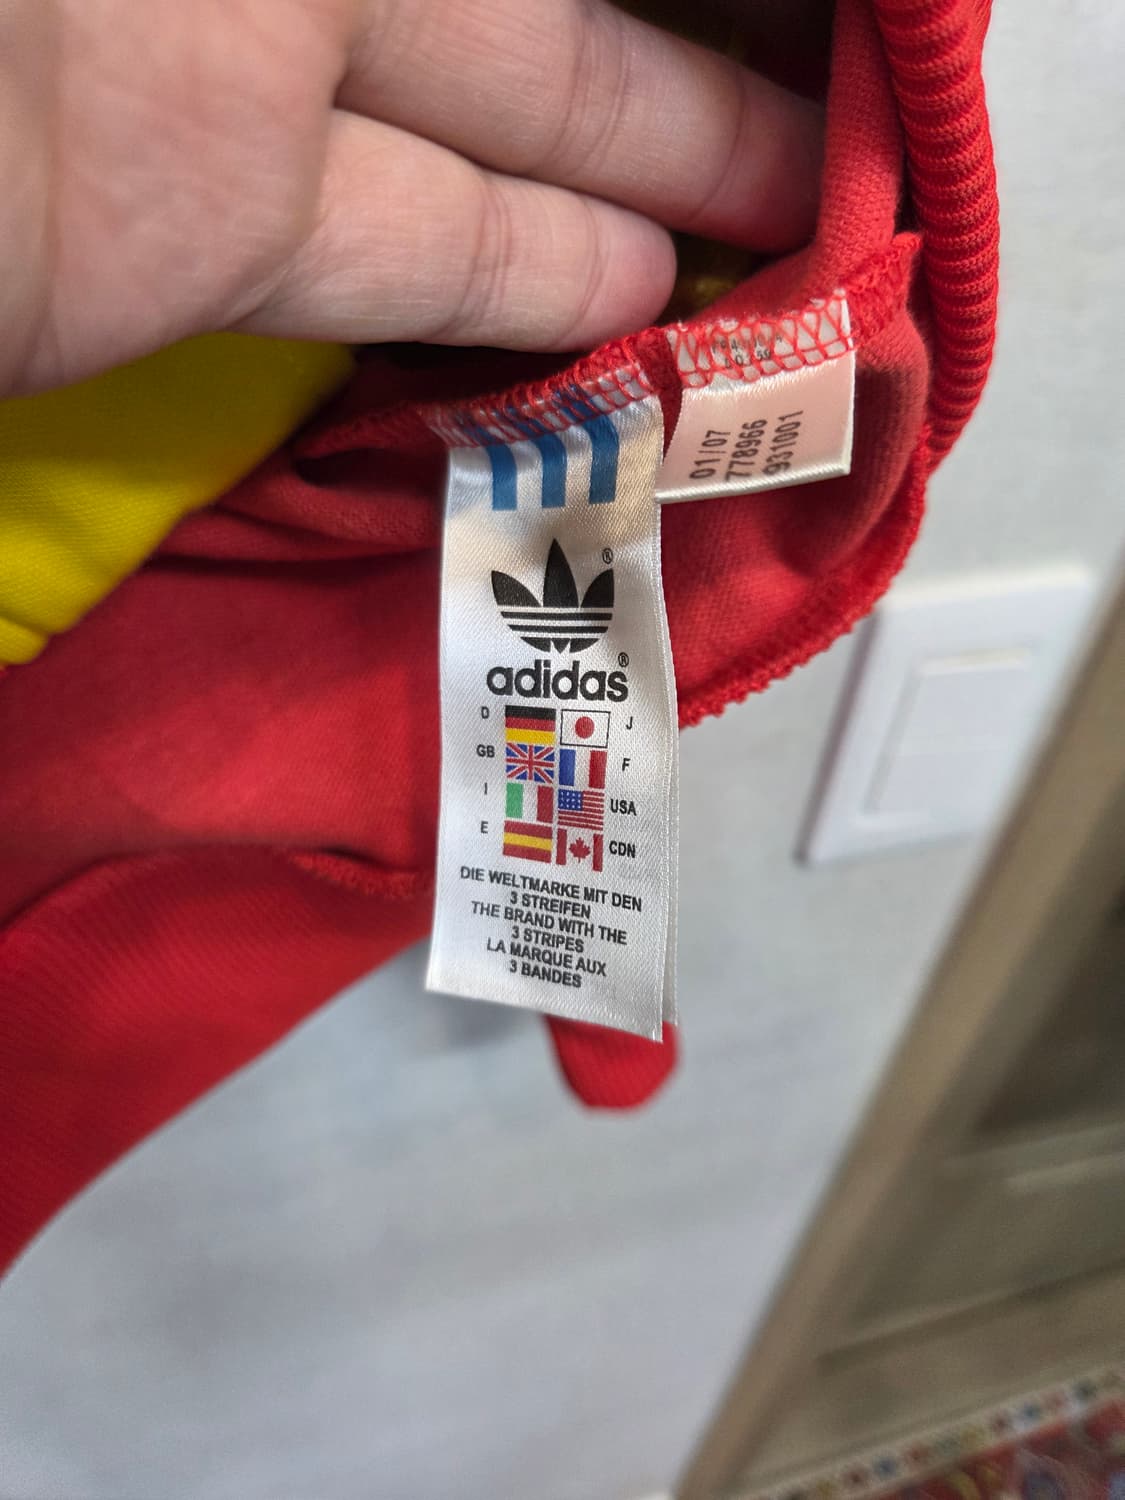 01/07
778966
931001
®
adidas®
D J
GB F
I USA
E CDN
DIE WELTMARKE MIT DEN
3 STREIFEN
THE BRAND WITH THE
3 STRIPES
LA MARQUE AUX
3 BANDES